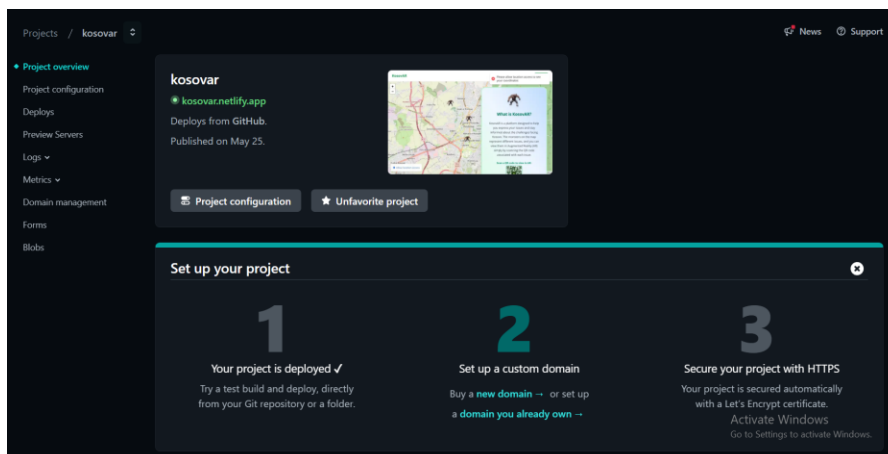 Projects / kosovar
News
Support
Project overview
Project configuration
Deploys
Preview Servers
Logs
Metrics
Domain management
Forms
Blobs
kosovar
kosovar.netlify.app
Deploys from GitHub.
Published on May 25.
What is KosovAR?
Project configuration
Unfavorite project
Set up your project
1
Your project is deployed ✓
Try a test build and deploy, directly
from your Git repository or a folder.
2
Set up a custom domain
Buy a new domain → or set up
a domain you already own →
3
Secure your project with HTTPS
Your project is secured automatically
with a Let's Encrypt certificate.
Activate Windows
Go to Settings to activate Windows.